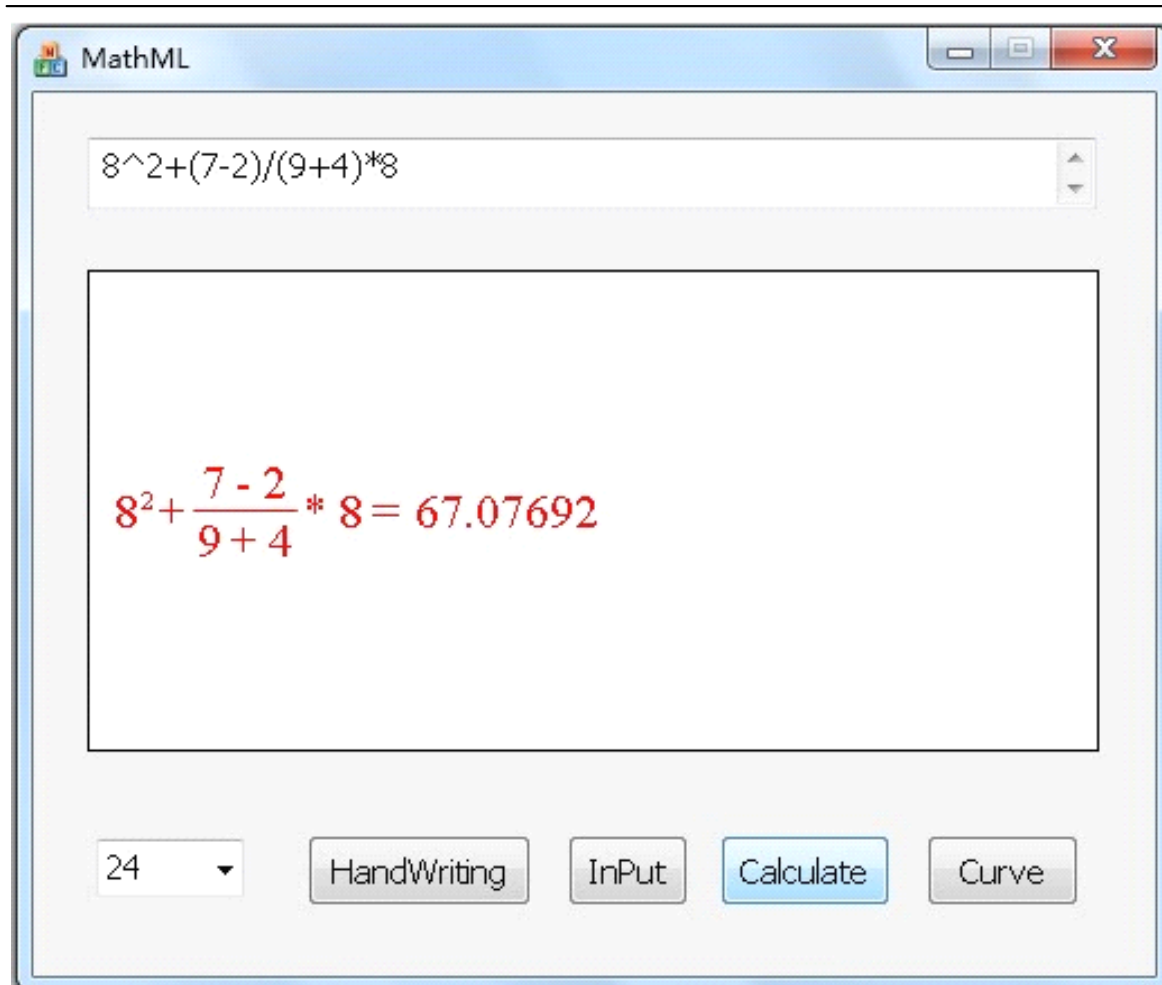 MathML
8^2+(7-2)/(9+4)*8
8²+ (7 - 2)/(9 + 4) * 8 = 67.07692
24 HandWriting InPut Calculate Curve